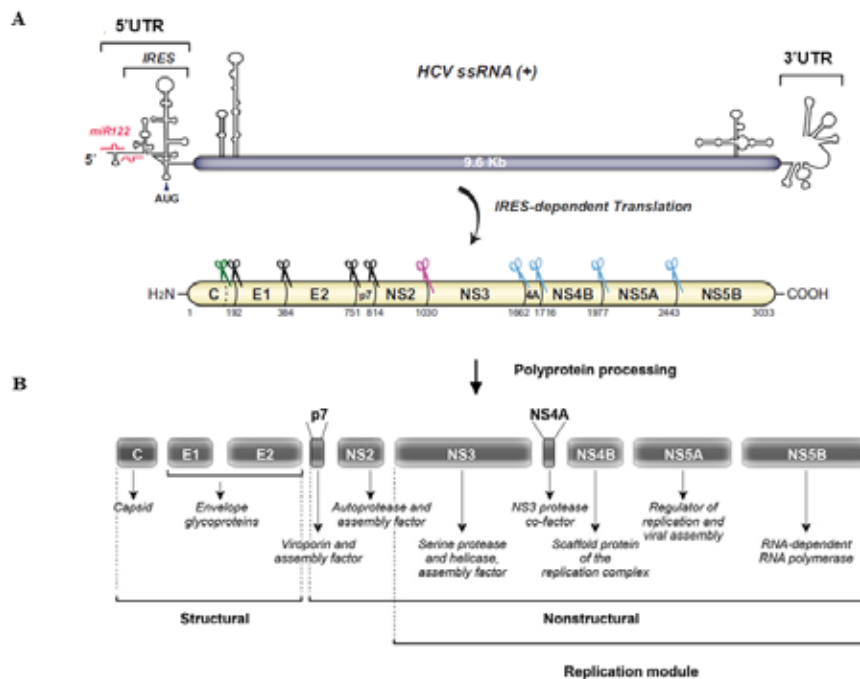 A
5'UTR
IRES
HCV ssRNA (+)
3'UTR
miR122
5'
9.6 Kb
AUG
IRES-dependent Translation
H₂N
C
E1
E2
p7
NS2
NS3
4A
NS4B
NS5A
NS5B
COOH
1
192
384
751
814
1030
1662
1716
1977
2443
3033
Polyprotein processing
B
p7
NS4A
C
E1
E2
NS2
NS3
NS4B
NS5A
NS5B
Capsid
Envelope
glycoproteins
Viroporin and
assembly factor
Autoprotease and
assembly factor
Serine protease
and helicase,
assembly factor
NS3 protease
co-factor
Scaffold protein
of the
replication complex
Regulator of
replication and
viral assembly
RNA-dependent
RNA polymerase
Structural
Nonstructural
Replication module